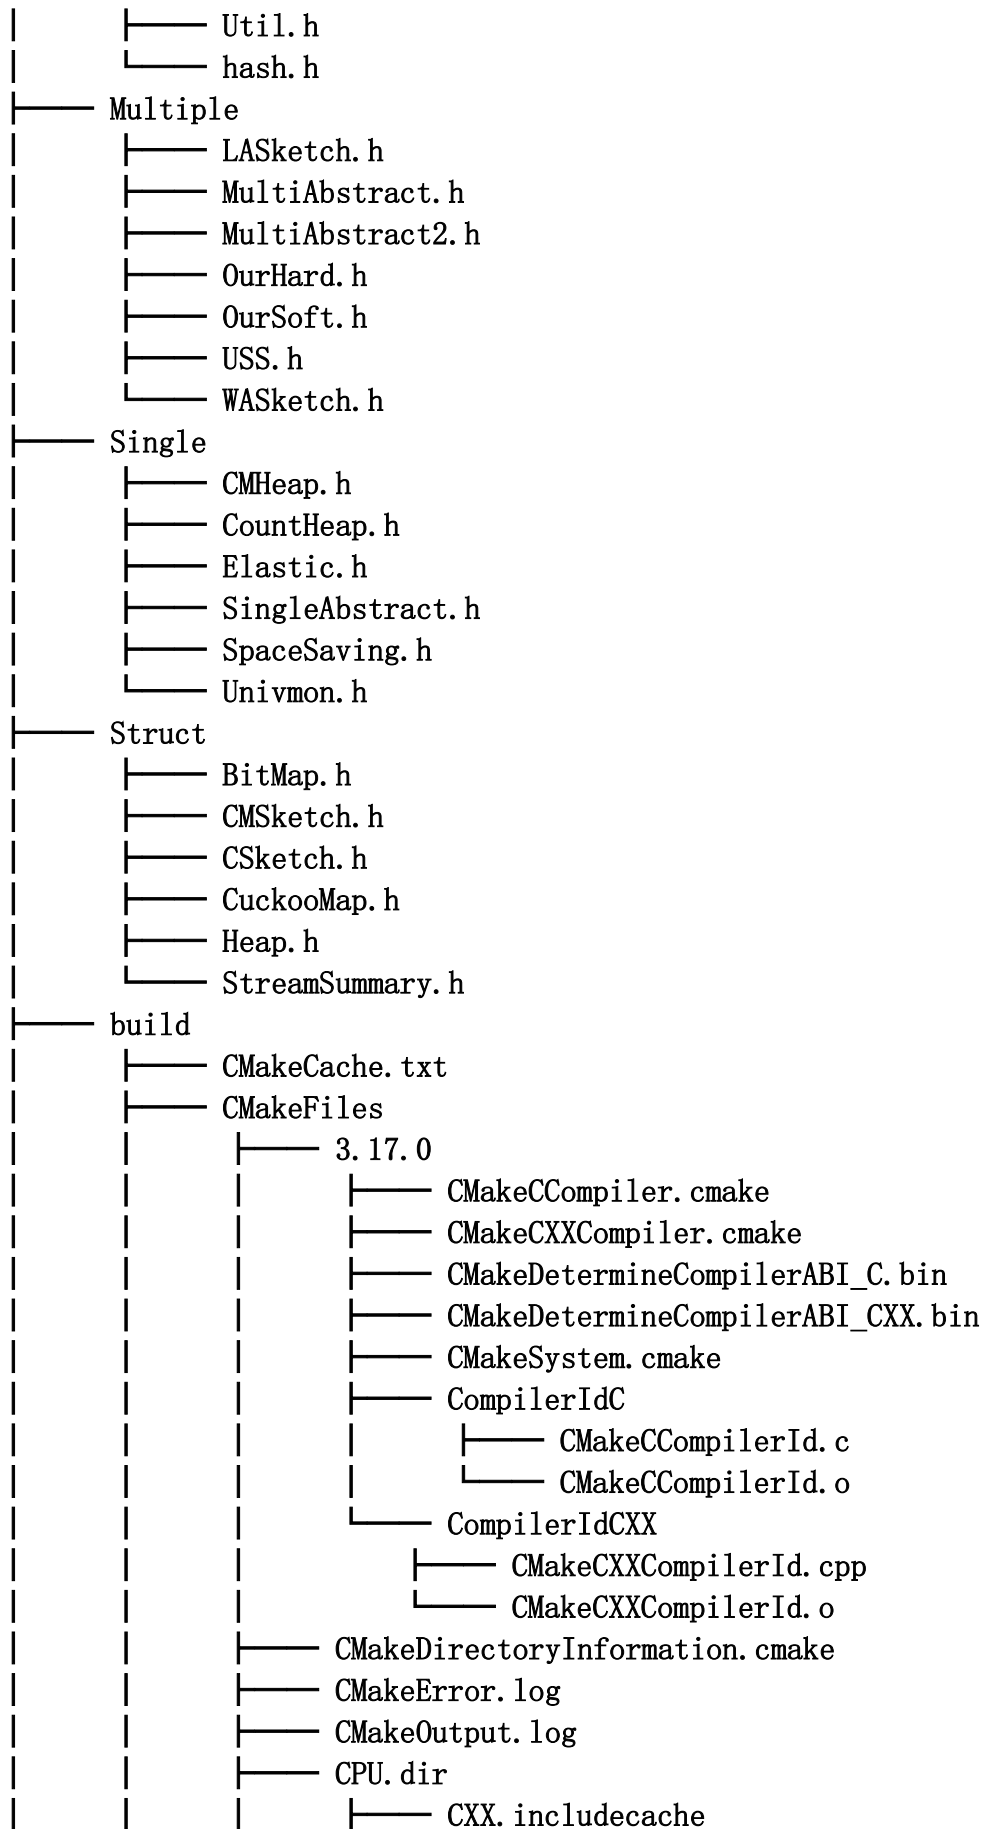 Util.h
hash.h
Multiple
LASketch.h
MultiAbstract.h
MultiAbstract2.h
OurHard.h
OurSoft.h
USS.h
WASketch.h
Single
CMHeap.h
CountHeap.h
Elastic.h
SingleAbstract.h
SpaceSaving.h
Univmon.h
Struct
BitMap.h
CMSketch.h
CSketch.h
CuckooMap.h
Heap.h
StreamSummary.h
build
CMakeCache.txt
CMakeFiles
3.17.0
CMakeCCompiler.cmake
CMakeCXXCompiler.cmake
CMakeDetermineCompilerABI_C.bin
CMakeDetermineCompilerABI_CXX.bin
CMakeSystem.cmake
CompilerIdC
CMakeCCompilerId.c
CMakeCCompilerId.o
CompilerIdCXX
CMakeCXXCompilerId.cpp
CMakeCXXCompilerId.o
CMakeDirectoryInformation.cmake
CMakeError.log
CMakeOutput.log
CPU.dir
CXX.includecache